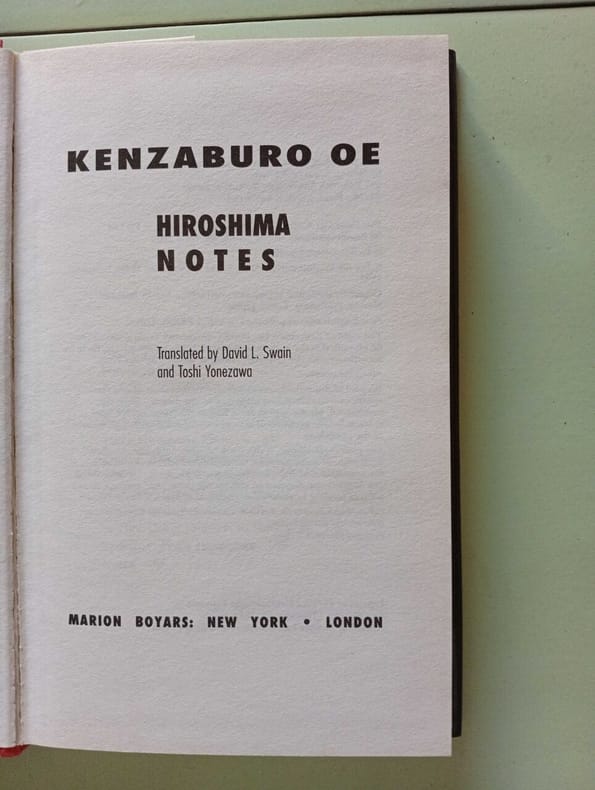 KENZABURO OE
HIROSHIMA
NOTES
Translated by David L. Swain
and Toshi Yonezawa
MARION BOYARS: NEW YORK • LONDON